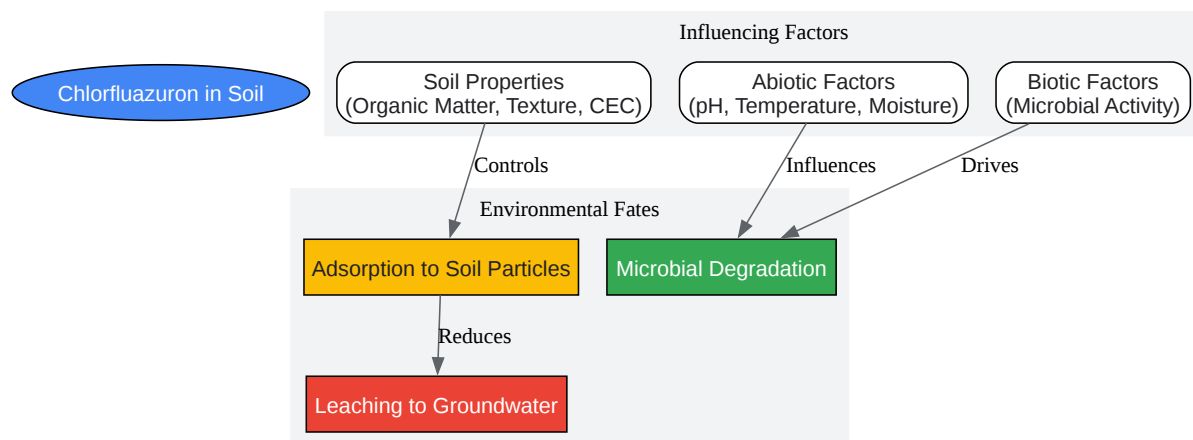 Influencing Factors
Chlorfluazuron in Soil
Soil Properties
(Organic Matter, Texture, CEC)
Abiotic Factors
(pH, Temperature, Moisture)
Biotic Factors
(Microbial Activity)
Controls
Influences
Drives
Environmental Fates
Adsorption to Soil Particles
Microbial Degradation
Reduces
Leaching to Groundwater